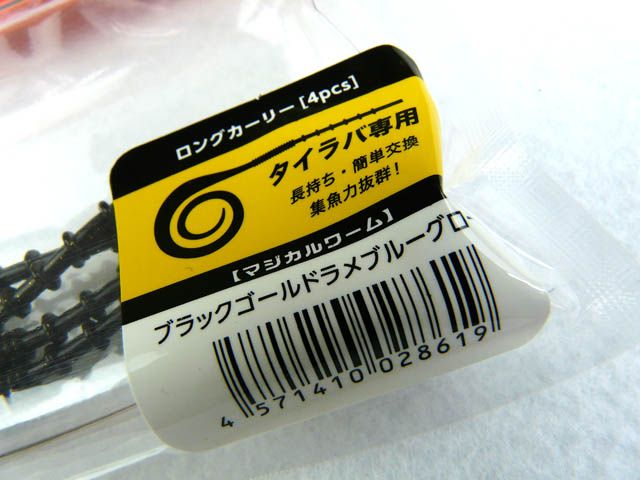 ロングカーリー[4pcs]
タイラバ専用
長持ち・簡単交換
集魚力抜群!
【マジカルワーム】
ブラックゴールドラメブルーグロー
4 571410 028619